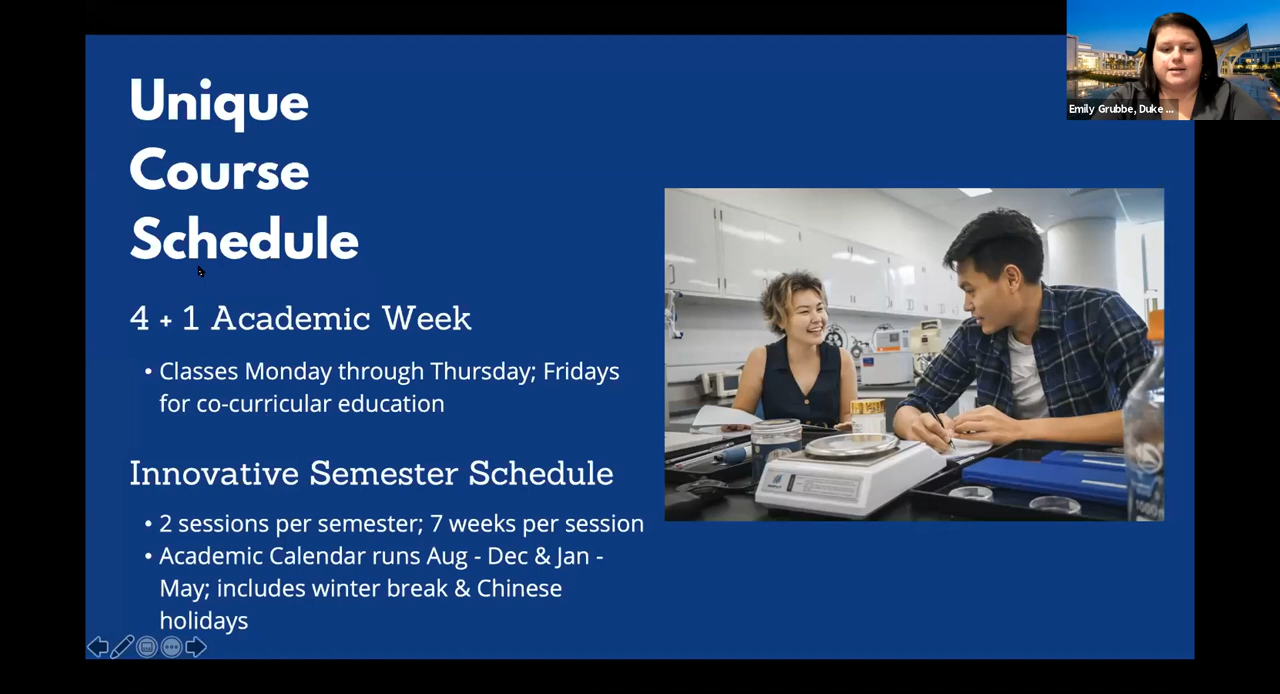 Unique
Course
Schedule
4 + 1 Academic Week
• Classes Monday through Thursday; Fridays
for co-curricular education
Innovative Semester Schedule
• 2 sessions per semester; 7 weeks per session
• Academic Calendar runs Aug - Dec & Jan -
May; includes winter break & Chinese
holidays
Emily Grubbe, Duke ...